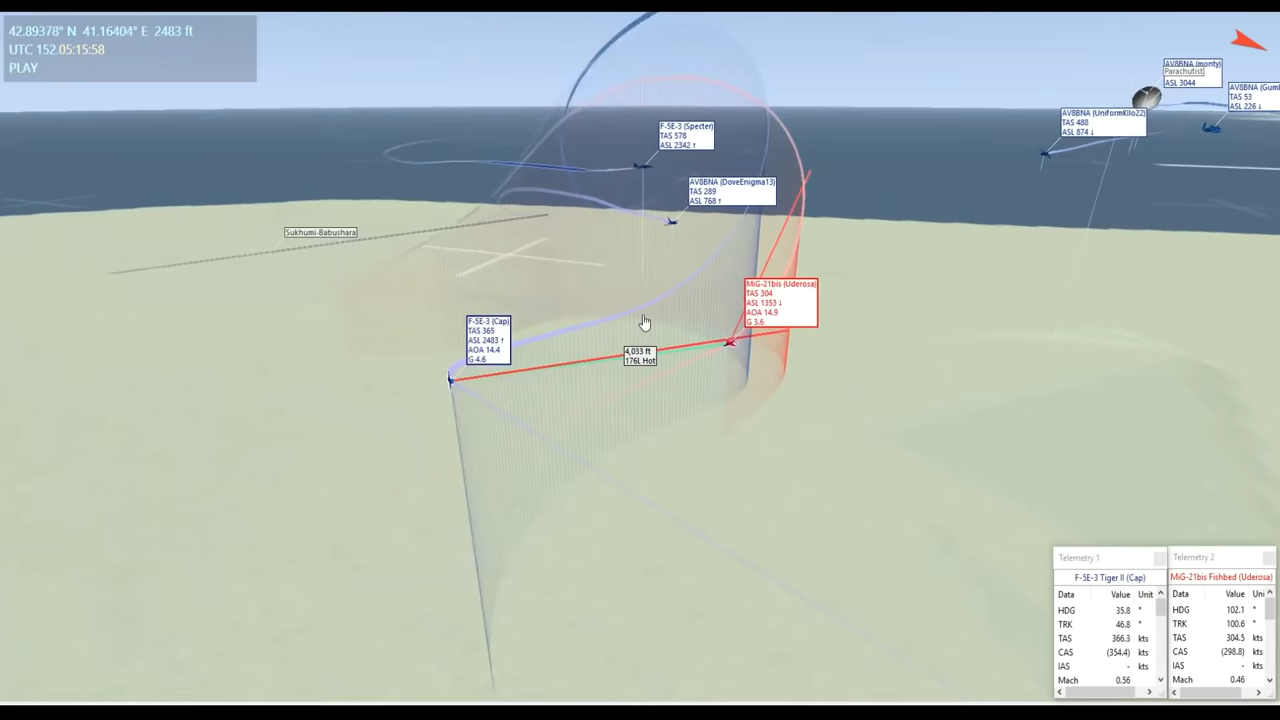 42.89378° N 41.16404° E 2483 ft
UTC 152.05:15:58
PLAY
AV8BNA (monty)
Parachutist
ASL 3044
TAS 53
ASL 226 ↓
AV8BNA (UniformKilo22)
TAS 488
ASL 874 ↓
F-5E-3 (Specter)
TAS 578
ASL 2342 ↑
AV8BNA (DoveEnigma13)
TAS 289
ASL 768 ↑
Sukhumi-Babushara
MiG-21bis (Uderosa)
TAS 304
ASL 1353 ↓
AOA 14.9
G 3.6
F-5E-3 (Cap)
TAS 365
ASL 2483 ↑
AOA 14.4
G 4.6
4,033 ft
176L Hot
Telemetry 1
F-5E-3 Tiger II (Cap)
Data Value Unit
HDG 35.8 °
TRK 46.8 °
TAS 366.3 kts
CAS (354.4) kts
IAS - kts
Mach 0.56
Telemetry 2
MiG-21bis Fishbed (Uderosa)
Data Value Uni
HDG 102.1 °
TRK 100.6 °
TAS 304.5 kts
CAS (298.8) kts
IAS - kts
Mach 0.46